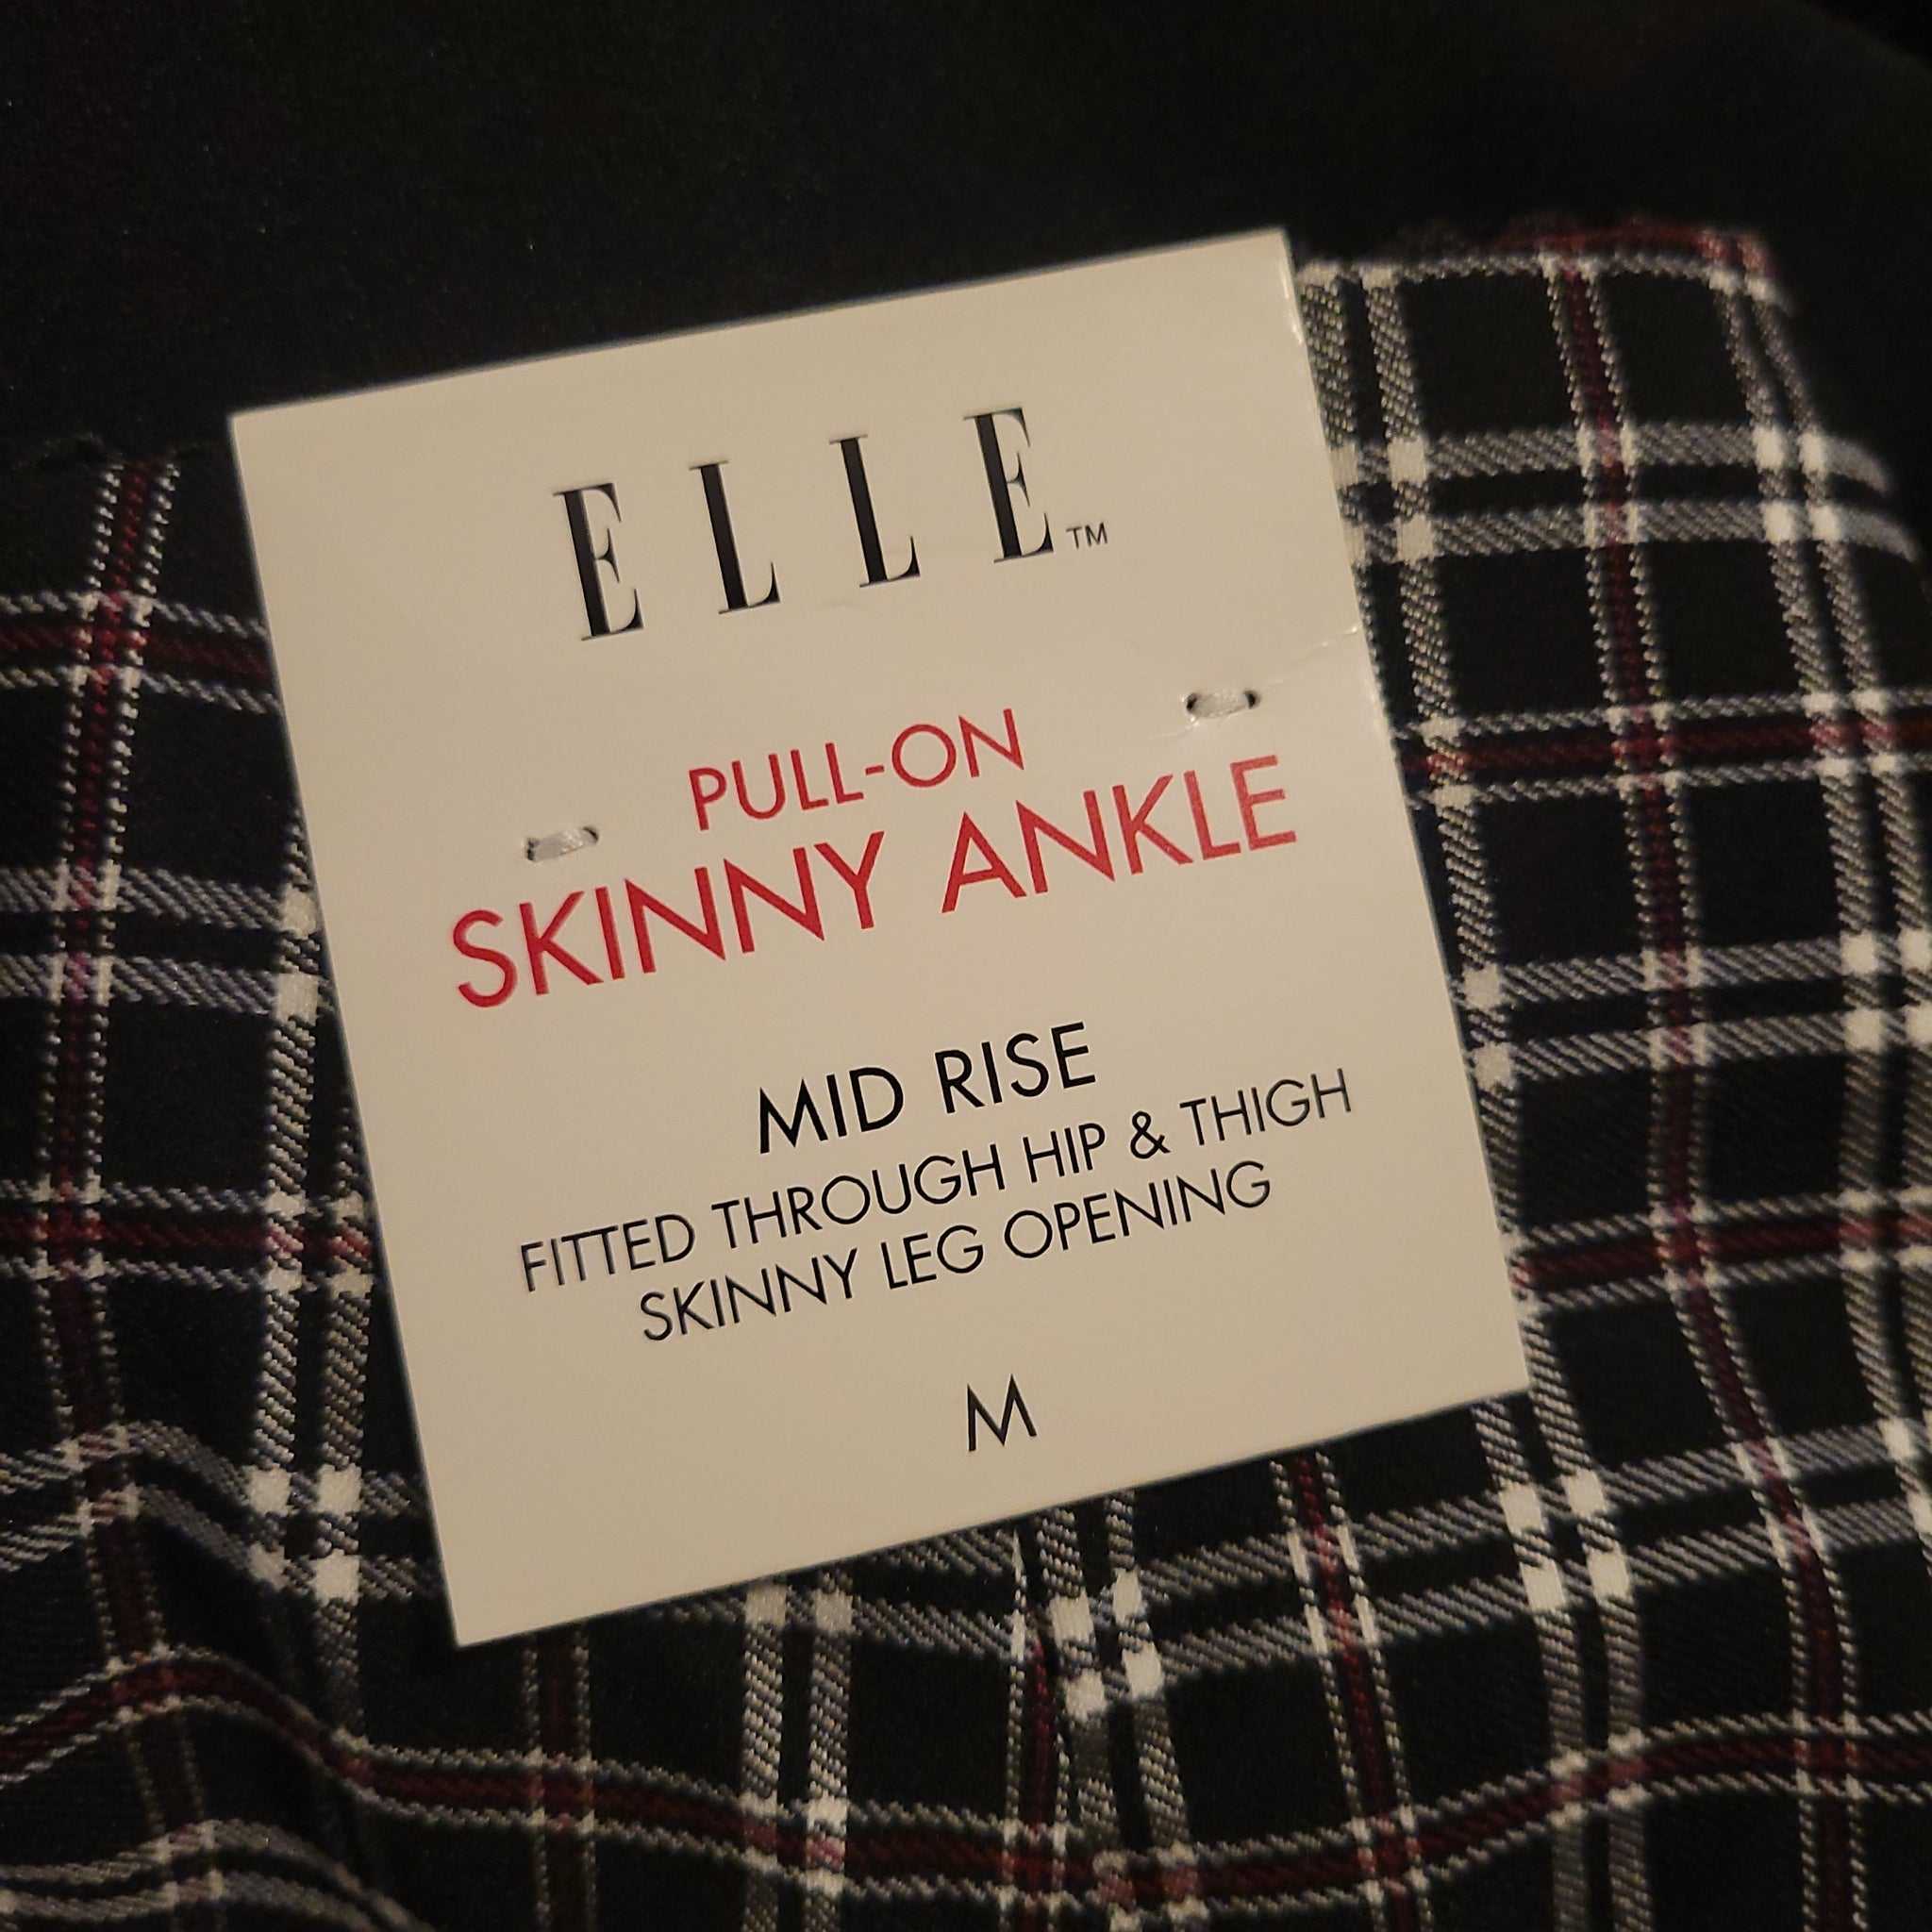 ELLE™
PULL-ON
SKINNY ANKLE
MID RISE
FITTED THROUGH HIP & THIGH
SKINNY LEG OPENING
M